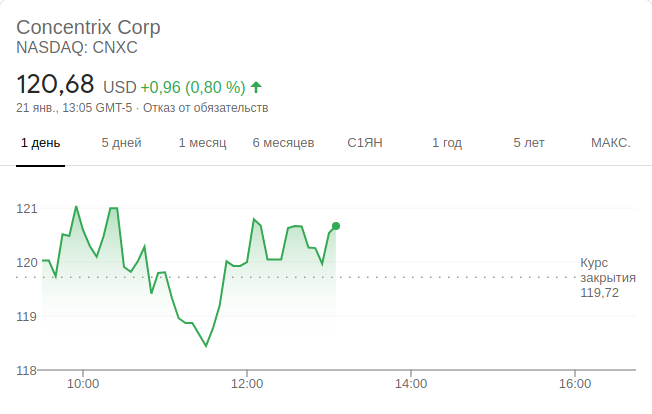 Concentrix Corp
NASDAQ: CNXC
120,68 USD +0,96 (0,80 %)
21 янв., 13:05 GMT-5 · Отказ от обязательств
1 день 5 дней 1 месяц 6 месяцев С1ЯН 1 год 5 лет МАКС.
121
120
119
118
Курс
закрытия
119,72
10:00 12:00 14:00 16:00